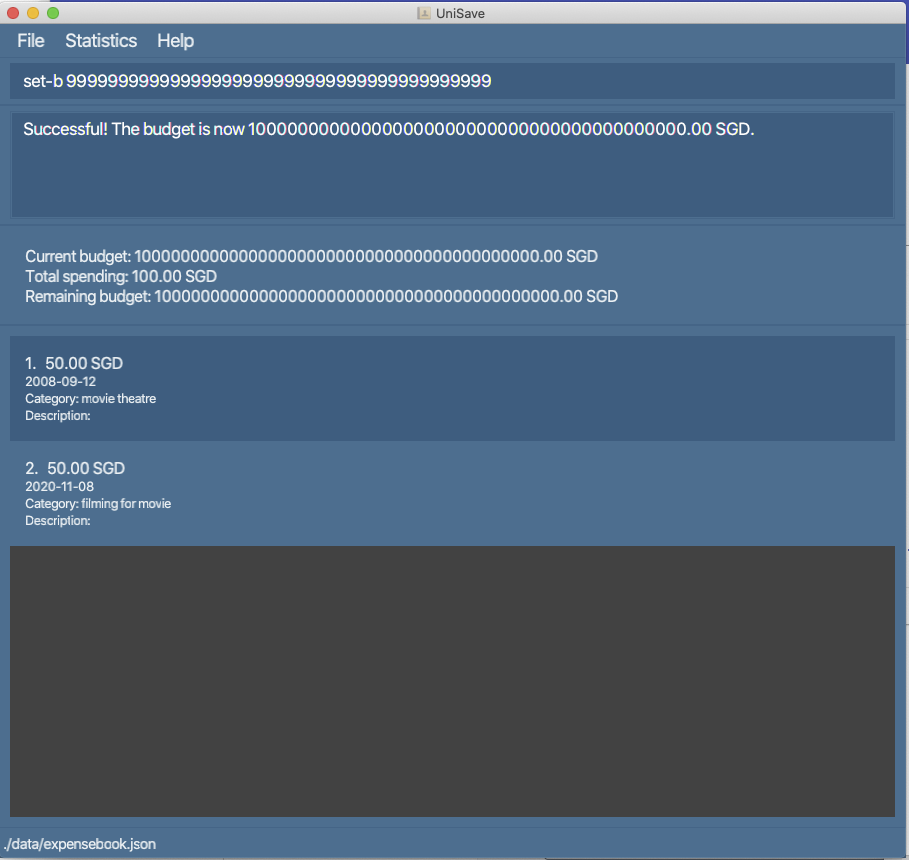 UniSave
File Statistics Help
set-b 99999999999999999999999999999999999999999
Successful! The budget is now 100000000000000000000000000000000000000000.00 SGD.
Current budget: 100000000000000000000000000000000000000000.00 SGD
Total spending: 100.00 SGD
Remaining budget: 100000000000000000000000000000000000000000.00 SGD
1. 50.00 SGD
2008-09-12
Category: movie theatre
Description:
2. 50.00 SGD
2020-11-08
Category: filming for movie
Description:
./data/expensebook.json